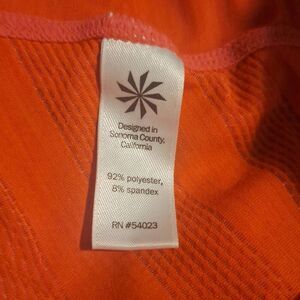 Designed in
Sonoma County,
California
92% polyester,
8% spandex
RN #54023